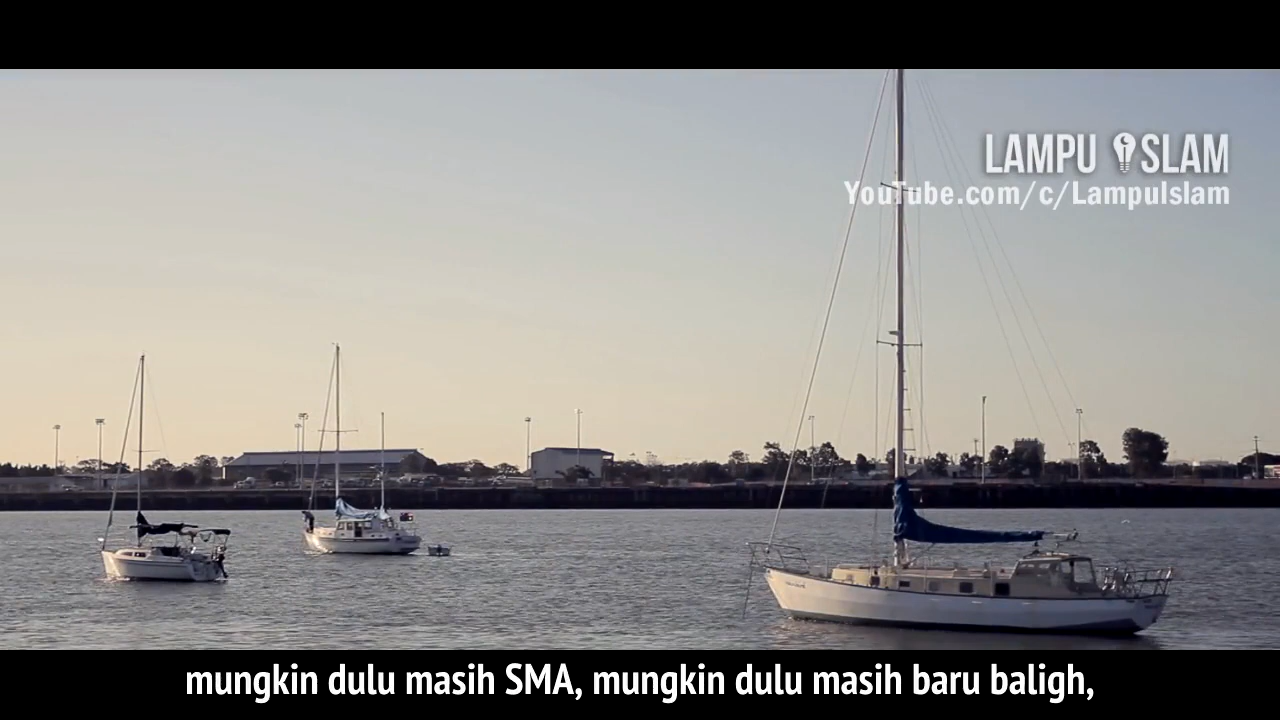 LAMPU ISLAM
YouTube.com/c/LampuIslam
mungkin dulu masih SMA, mungkin dulu masih baru baligh,